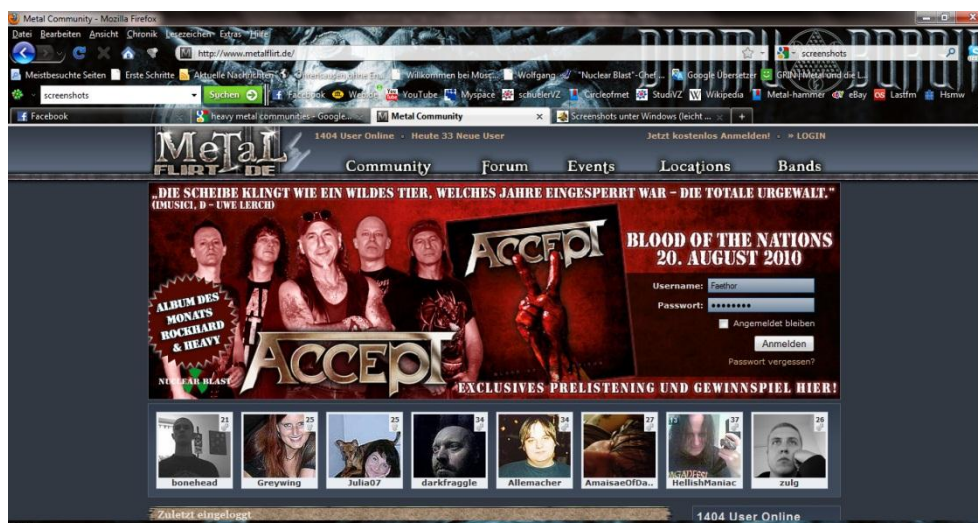 Metal Community - Mozilla Firefox
Datei Bearbeiten Ansicht Chronik Lesezeichen Extras Hilfe
http://www.metalflirt.de/
screenshots
Meistbesuchte Seiten Erste Schritte Aktuelle Nachrichten Willkommen bei Musc... Wolfgang "Nuclear Blast"-Chef ... Google Übersetzer GRIN | Metal und die L...
screenshots Suchen Facebook YouTube Myspace schuelerVZ Circleofmet StudiVZ Wikipedia Metal-hammer eBay Lastfm Hsmw
Facebook heavy metal communities - Google... Metal Community Screenshots unter Windows (leicht ...
1404 User Online - Heute 33 Neue User Jetzt kostenlos Anmelden! - » LOGIN
METAL
FLIRT DE
Community Forum Events Locations Bands
„DIE SCHEIBE KLINGT WIE EIN WILDES TIER, WELCHES JAHRE EINGESPERRT WAR – DIE TOTALE URGEWALT."
(MUSIC1, D – UWE LERCH)
ACCEPT
BLOOD OF THE NATIONS
20. AUGUST 2010
Username: Faethor
Passwort: ••••••••
Angemeldet bleiben
Anmelden
Passwort vergessen?
ALBUM DES
MONATS
ROCKHARD
& HEAVY
ACCEPT
NUCLEAR BLAST
EXCLUSIVES PRELISTENING UND GEWINNSPIEL HIER!
21 25 25 34 34 27 37 26
bonehead Greywing Julia07 darkfraggle Allemacher AmaisaeOfDa.. HellishManiac zulg
Zuletzt eingeloggt
1404 User Online